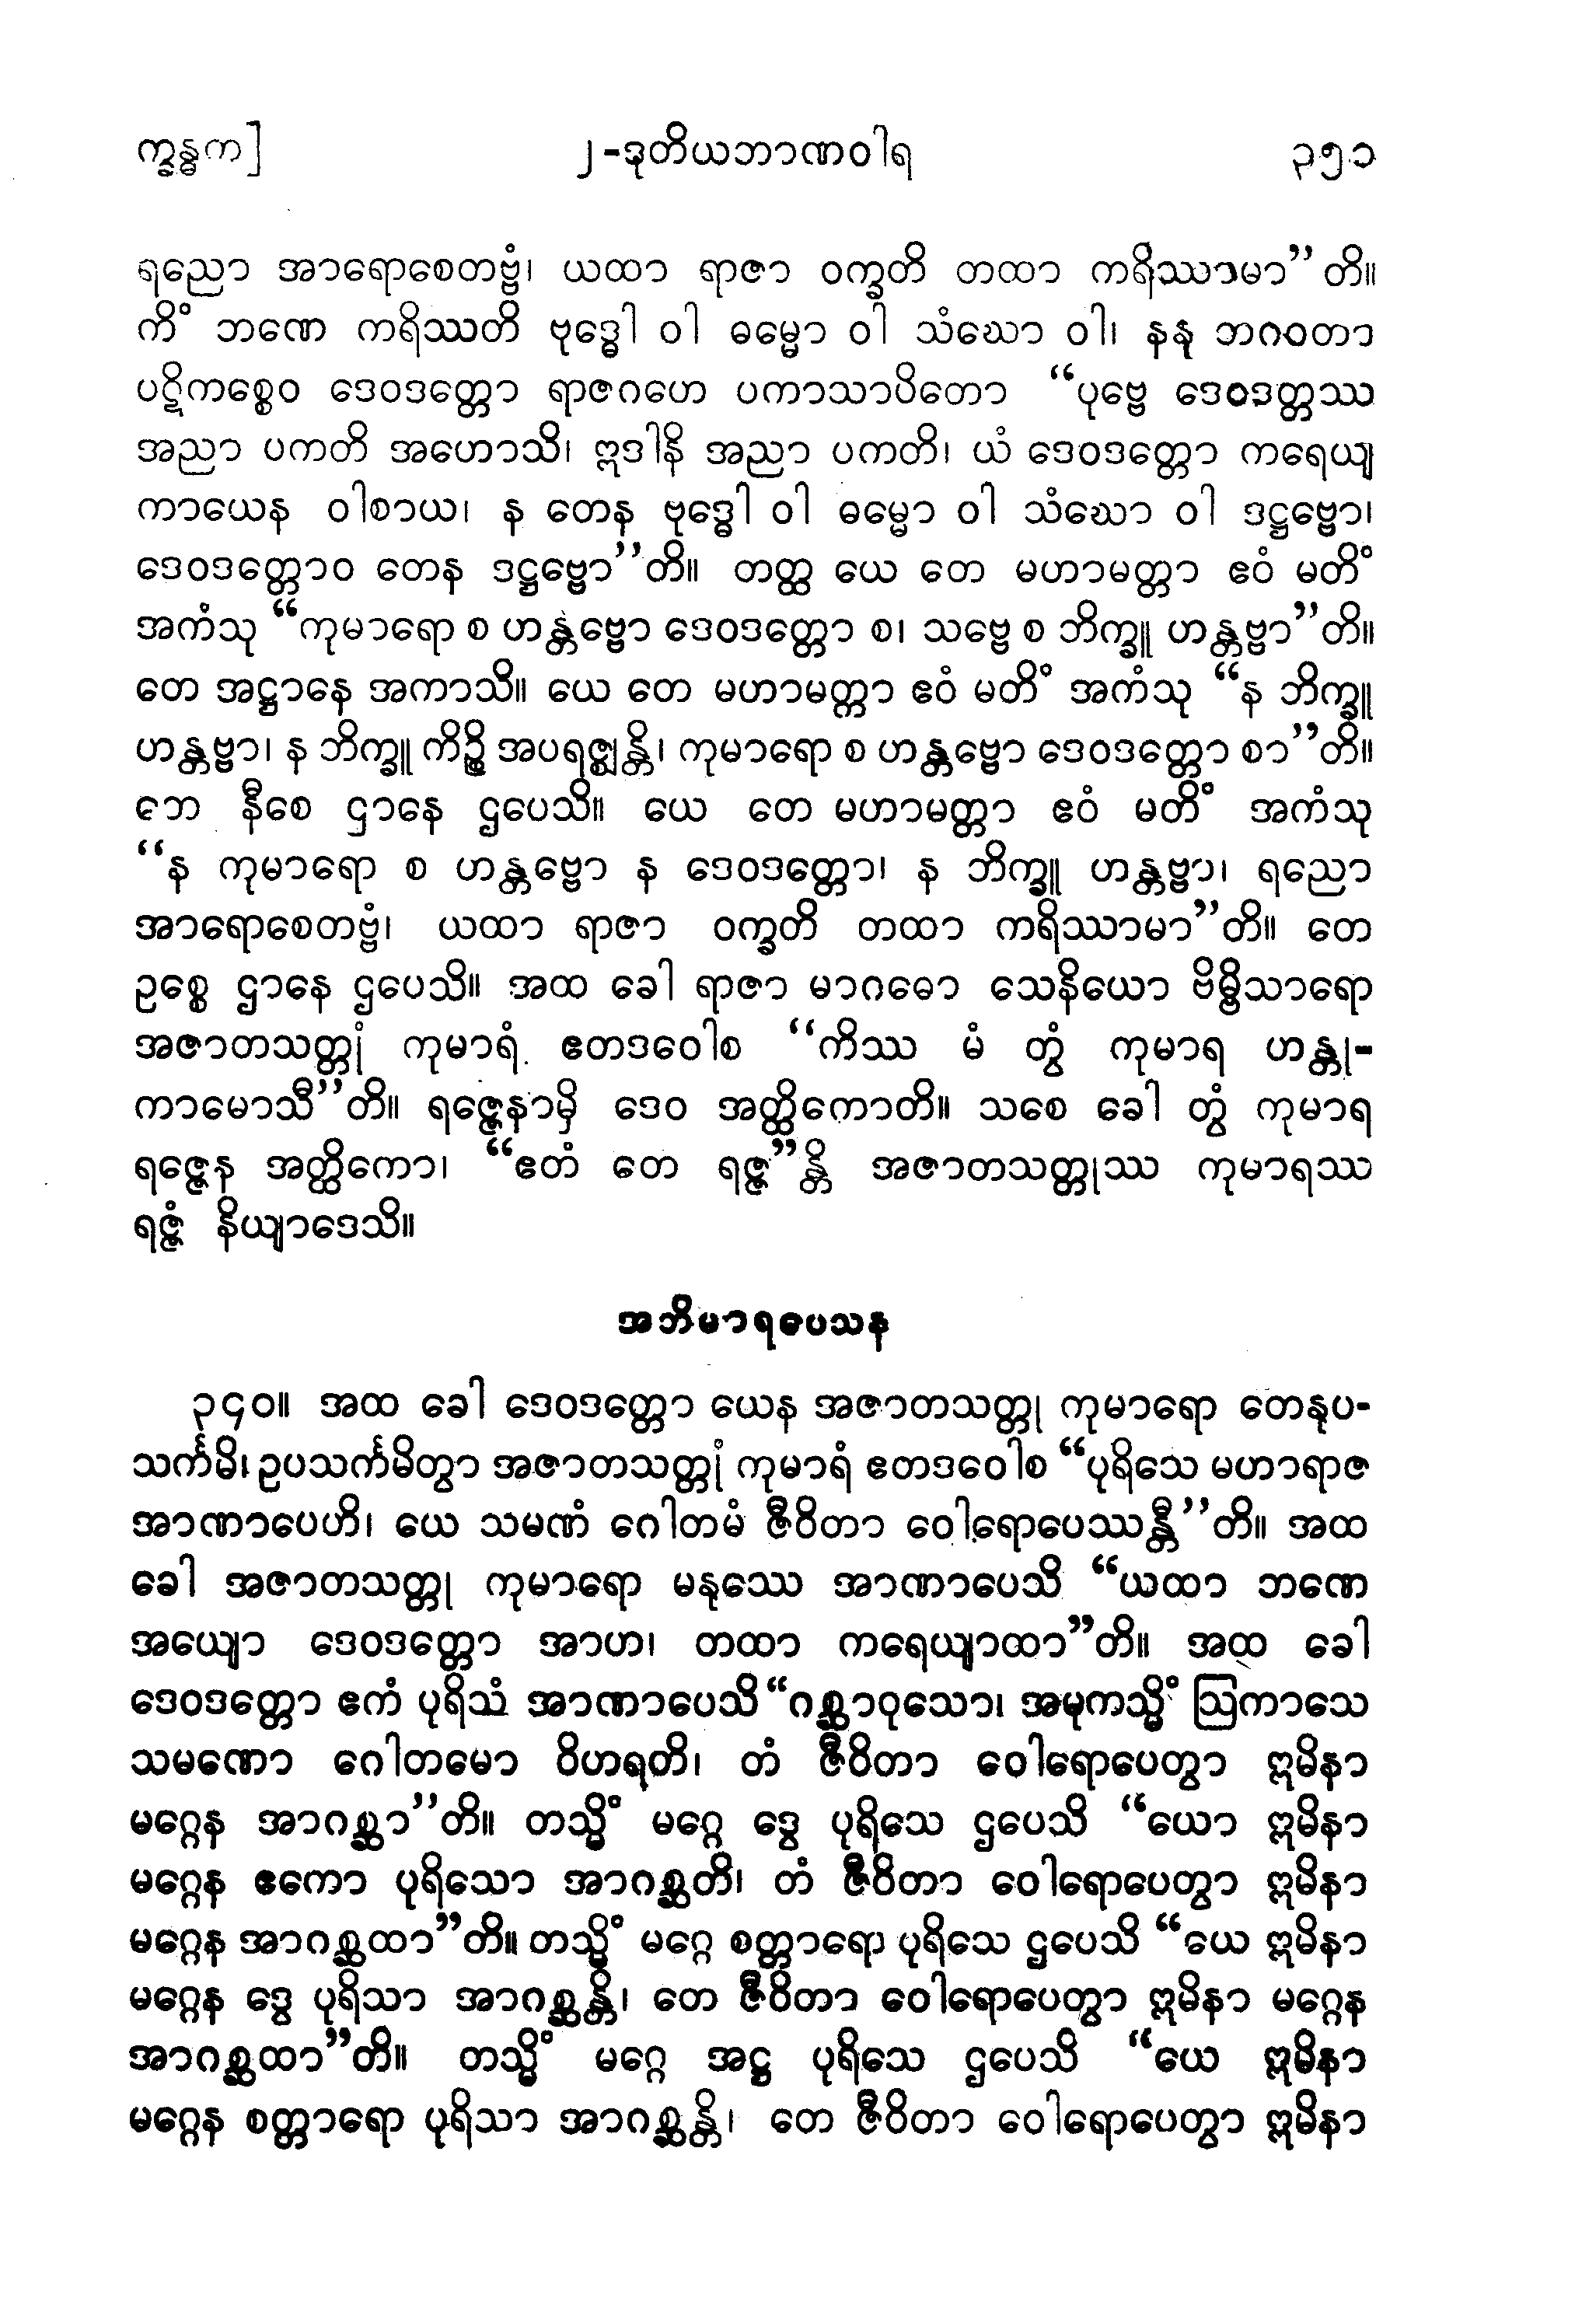 က္ခန္ဓက]
၂-ဒုတိယဘာဏဝါရ
၃၅၁
ရညော အာရောစေတဗ္ဗံ၊ ယထာ ရာဇာ ဝက္ခတိ တထာ ကရိဿာမာ”တိ။
ကိံ ဘဏေ ကရိဿတိ ဗုဒ္ဓေါ ဝါ ဓမ္မော ဝါ သံဃော ဝါ၊ နနု ဘဂဝတာ
ပဋိကစ္စေဝ ဒေဝဒတ္တော ရာဇဂဟေ ပကာသာပိတော “ပုဗ္ဗေ ဒေဝဒတ္တဿ
အညာ ပကတိ အဟောသိ၊ ဣဒါနိ အညာ ပကတိ၊ ယံ ဒေဝဒတ္တော ကရေယျ
ကာယေန ဝါစာယ၊ န တေန ဗုဒ္ဓေါ ဝါ ဓမ္မော ဝါ သံဃော ဝါ ဒဋ္ဌဗ္ဗော၊
ဒေဝဒတ္တောဝ တေန ဒဋ္ဌဗ္ဗော”တိ။ တတ္ထ ယေ တေ မဟာမတ္တာ ဧဝံ မတိံ
အကံသု “ကုမာရော စ ဟန္တဗ္ဗော ဒေဝဒတ္တော စ၊ သဗ္ဗေ စ ဘိက္ခူ ဟန္တဗ္ဗာ”တိ။
တေ အဋ္ဌာနေ အကာသိ။ ယေ တေ မဟာမတ္တာ ဧဝံ မတိံ အကံသု “န ဘိက္ခူ
ဟန္တဗ္ဗာ၊ န ဘိက္ခူ ကိဉ္စိ အပရဇ္ဈန္တိ၊ ကုမာရော စ ဟန္တဗ္ဗော ဒေဝဒတ္တော စာ”တိ။
တေ နီစေ ဌာနေ ဌပေသိ။ ယေ တေ မဟာမတ္တာ ဧဝံ မတိံ အကံသု
“န ကုမာရော စ ဟန္တဗ္ဗော န ဒေဝဒတ္တော၊ န ဘိက္ခူ ဟန္တဗ္ဗာ၊ ရညော
အာရောစေတဗ္ဗံ၊ ယထာ ရာဇာ ဝက္ခတိ တထာ ကရိဿာမာ”တိ။ တေ
ဥစ္စေ ဌာနေ ဌပေသိ။ အထ ခေါ ရာဇာ မာဂဓော သေနိယော ဗိမ္ဗိသာရော
အဇာတသတ္တုံ ကုမာရံ ဧတဒဝေါစ “ကိဿ မံ တွံ ကုမာရ ဟန္တု-
ကာမောသီ”တိ။ ရဇ္ဇေနာမှိ ဒေဝ အတ္ထိကောတိ။ သစေ ခေါ တွံ ကုမာရ
ရဇ္ဇေန အတ္ထိကော၊ “ဧတံ တေ ရဇ္ဇ”န္တိ အဇာတသတ္တုဿ ကုမာရဿ
ရဇ္ဇံ နိယျာဒေသိ။
အဘိမာရပေသန
၃၄၀။ အထ ခေါ ဒေဝဒတ္တော ယေန အဇာတသတ္တု ကုမာရော တေနုပ-
သင်္ကမိ၊ ဥပသင်္ကမိတွာ အဇာတသတ္တုံ ကုမာရံ ဧတဒဝေါစ “ပုရိသေ မဟာရာဇ
အာဏာပေဟိ၊ ယေ သမဏံ ဂေါတမံ ဇီဝိတာ ဝေါရောပေဿန္တီ”တိ။ အထ
ခေါ အဇာတသတ္တု ကုမာရော မနုဿေ အာဏာပေသိ “ယထာ ဘဏေ
အယျော ဒေဝဒတ္တော အာဟ၊ တထာ ကရေယျာထာ”တိ။ အထ ခေါ
ဒေဝဒတ္တော ဧကံ ပုရိသံ အာဏာပေသိ “ဂစ္ဆာဝုသော၊ အမုကသ္မိံ ဩကာသေ
သမဏော ဂေါတမော ဝိဟရတိ၊ တံ ဇီဝိတာ ဝေါရောပေတွာ ဣမိနာ
မဂ္ဂေန အာဂစ္ဆာ”တိ။ တသ္မိံ မဂ္ဂေ ဒွေ ပုရိသေ ဌပေသိ “ယော ဣမိနာ
မဂ္ဂေန ဧကော ပုရိသော အာဂစ္ဆတိ၊ တံ ဇီဝိတာ ဝေါရောပေတွာ ဣမိနာ
မဂ္ဂေန အာဂစ္ဆထာ”တိ။ တသ္မိံ မဂ္ဂေ စတ္တာရော ပုရိသေ ဌပေသိ “ယေ ဣမိနာ
မဂ္ဂေန ဒွေ ပုရိသာ အာဂစ္ဆန္တိ၊ တေ ဇီဝိတာ ဝေါရောပေတွာ ဣမိနာ မဂ္ဂေန
အာဂစ္ဆထာ”တိ။ တသ္မိံ မဂ္ဂေ အဋ္ဌ ပုရိသေ ဌပေသိ “ယေ ဣမိနာ
မဂ္ဂေန စတ္တာရော ပုရိသာ အာဂစ္ဆန္တိ၊ တေ ဇီဝိတာ ဝေါရောပေတွာ ဣမိနာ